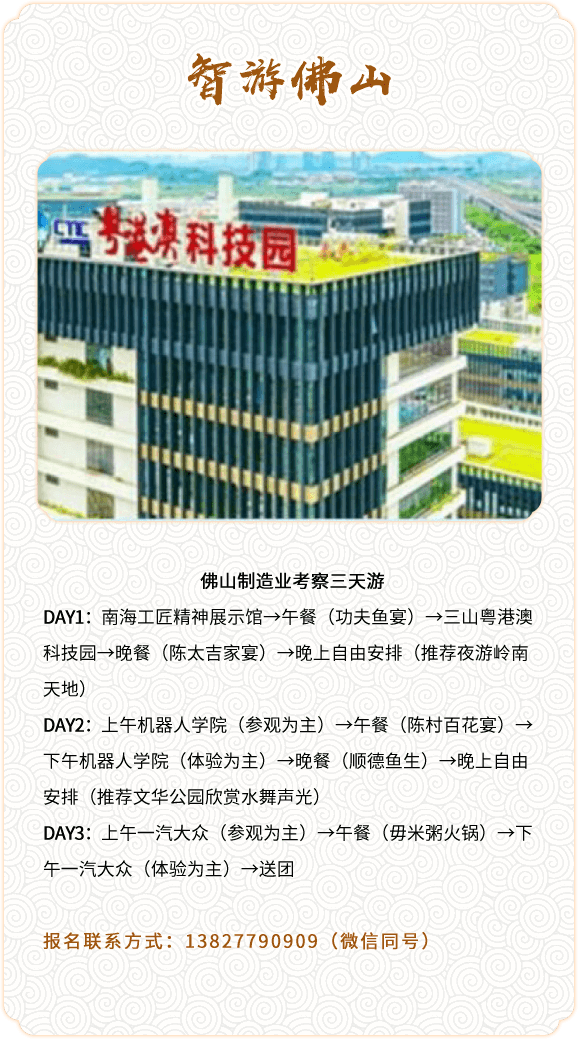 智游佛山
CTC 粤港澳科技园
佛山制造业考察三天游
DAY1：南海工匠精神展示馆→午餐（功夫鱼宴）→三山粤港澳
科技园→晚餐（陈太吉家宴）→晚上自由安排（推荐夜游岭南
天地）
DAY2：上午机器人学院（参观为主）→午餐（陈村百花宴）→
下午机器人学院（体验为主）→晚餐（顺德鱼生）→晚上自由
安排（推荐文华公园欣赏水舞声光）
DAY3：上午一汽大众（参观为主）→午餐（毋米粥火锅）→下
午一汽大众（体验为主）→送团
报名联系方式：13827790909（微信同号）